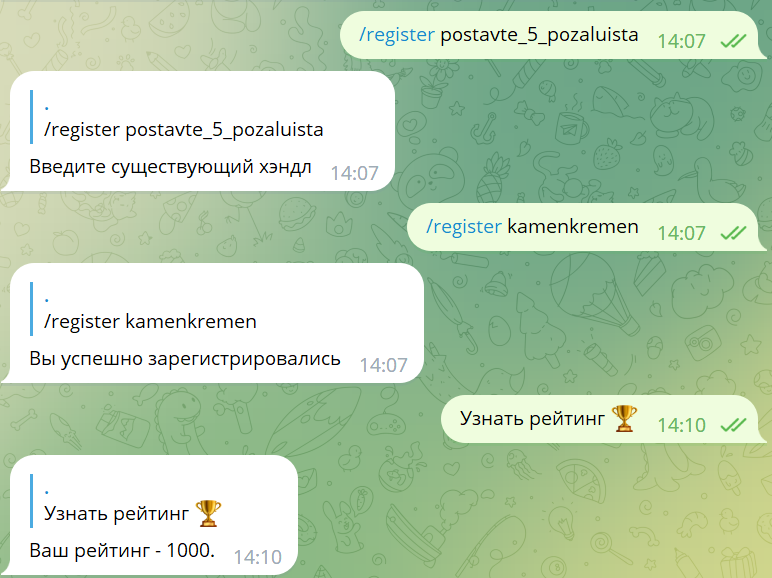 /register postavte_5_pozaluista 14:07
.
/register postavte_5_pozaluista
Введите существующий хэндл 14:07
/register kamenkremen 14:07
.
/register kamenkremen
Вы успешно зарегистрировались 14:07
Узнать рейтинг 🏆 14:10
.
Узнать рейтинг 🏆
Ваш рейтинг - 1000. 14:10